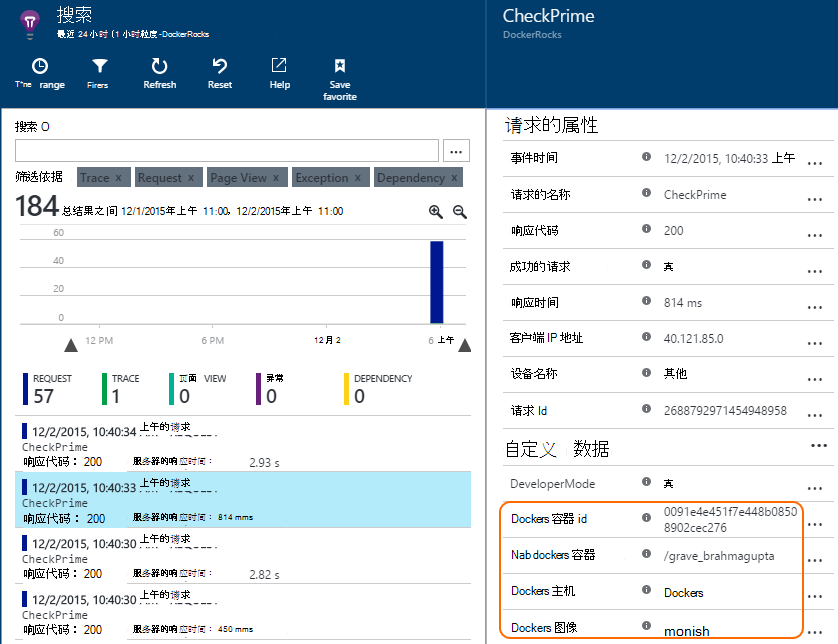 搜索
最近 24 小时 (1 小时粒度-DockerRocks
T*ne range
Firers
Refresh
Reset
Help
Save favorite
搜索 O
...
筛选依据 Trace x Request x Page View x Exception x Dependency x
184 总结果之间 12/1/2015年上午 11:00，12/2/2015年上午 11:00
60
40
20
0
12 PM 6 PM 12月 2 6 上午
REQUEST TRACE 页面 VIEW 异常 DEPENDENCY
57 1 0 0 0
12/2/2015, 10:40:34 上午的请求
CheckPrime
响应代码： 200 服务器的响应时间： 2.93 s
12/2/2015, 10:40:33 上午的请求
CheckPrime
响应代码： 200 服务器的响应时间： 814 mms
12/2/2015, 10:40:30 上午的请求
CheckPrime
响应代码： 200 服务器的响应时间： 2.82 s
12/2/2015, 10:40:30 上午的请求
CheckPrime
响应代码： 200 服务器的响应时间： 450 mms
CheckPrime
DockerRocks
请求的属性
事件时间 12/2/2015, 10:40:33 上午 ...
请求的名称 CheckPrime ...
响应代码 200 ...
成功的请求 真 ...
响应时间 814 ms ...
客户端 IP 地址 40.121.85.0 ...
设备名称 其他 ...
请求 Id 2688792971454948958 ...
自定义 数据 ...
DeveloperMode 真 ...
Dockers 容器 id 0091e4e451f7e448b0850
8902cec276 ...
Nab dockers 容器 /grave_brahmagupta ...
Dockers 主机 Dockers ...
Dockers 图像 monish ...